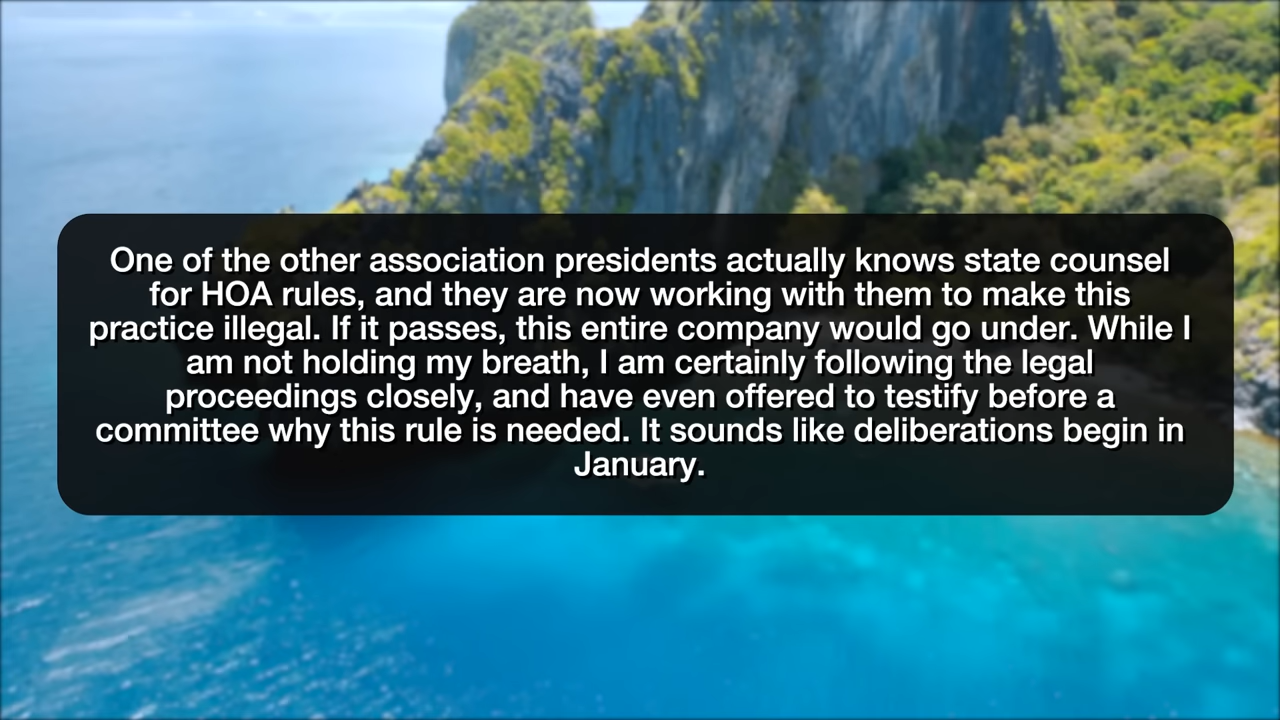 One of the other association presidents actually knows state counsel
for HOA rules, and they are now working with them to make this
practice illegal. If it passes, this entire company would go under. While I
am not holding my breath, I am certainly following the legal
proceedings closely, and have even offered to testify before a
committee why this rule is needed. It sounds like deliberations begin in
January.